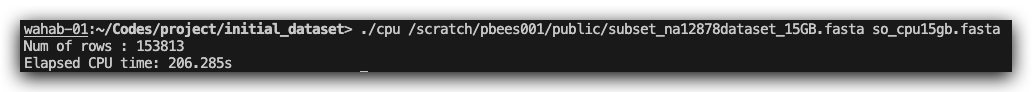 wahab-01:~/Codes/project/initial_dataset> ./cpu /scratch/pbees001/public/subset_na12878dataset_15GB.fasta so_cpu15gb.fasta
Num of rows : 153813
Elapsed CPU time: 206.285s